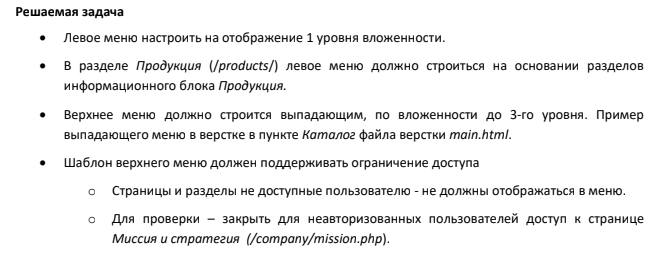 Решаемая задача
• Левое меню настроить на отображение 1 уровня вложенности.
• В разделе Продукция (/products/) левое меню должно строиться на основании разделов
информационного блока Продукция.
• Верхнее меню должно строится выпадающим, по вложенности до 3-го уровня. Пример
выпадающего меню в верстке в пункте Каталог файла верстки main.html.
• Шаблон верхнего меню должен поддерживать ограничение доступа
o Страницы и разделы не доступные пользователю - не должны отображаться в меню.
o Для проверки – закрыть для неавторизованных пользователей доступ к странице
Миссия и стратегия (/company/mission.php).